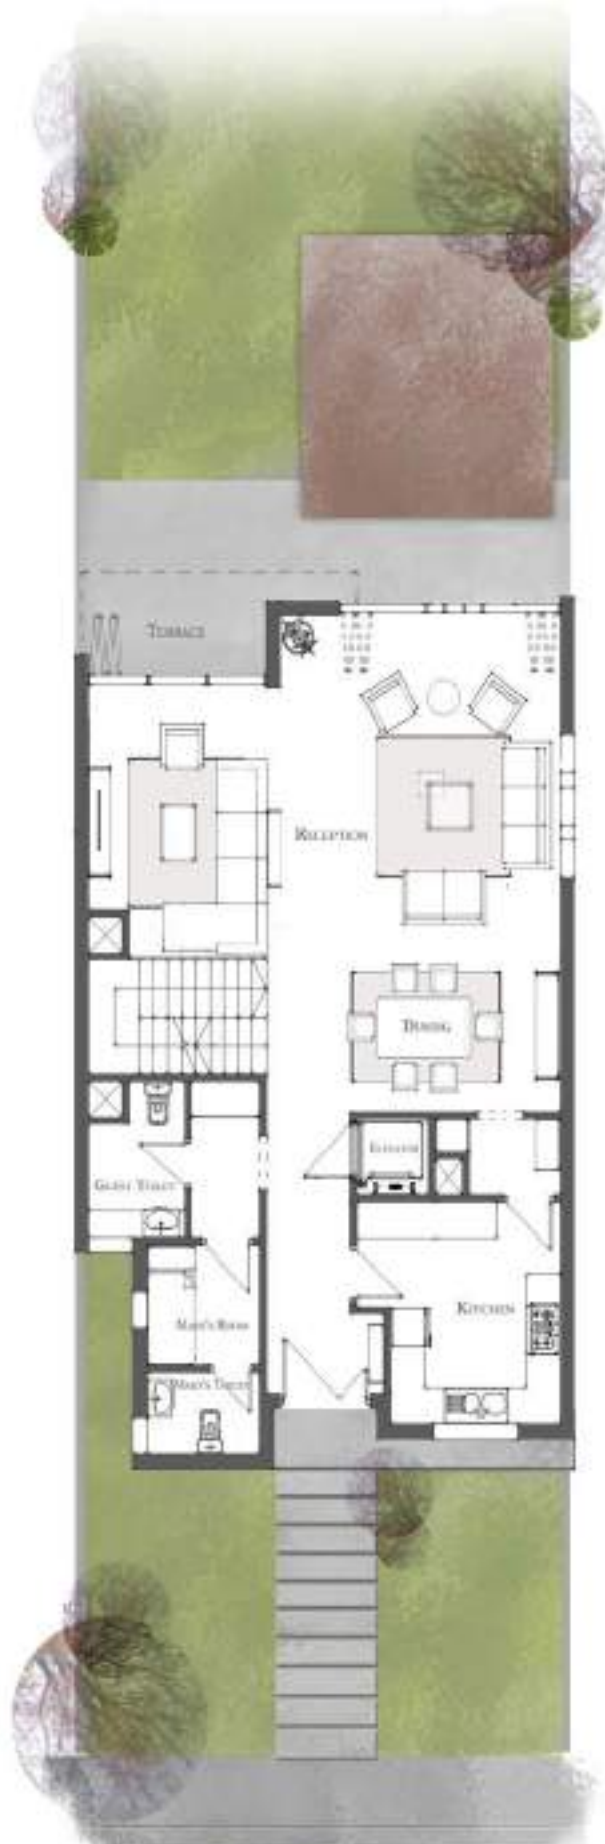 TERRACE
RECEPTION
DINING
ELEVATOR
GUEST TOILET
KITCHEN
MAID'S ROOM
MAID'S TOILET